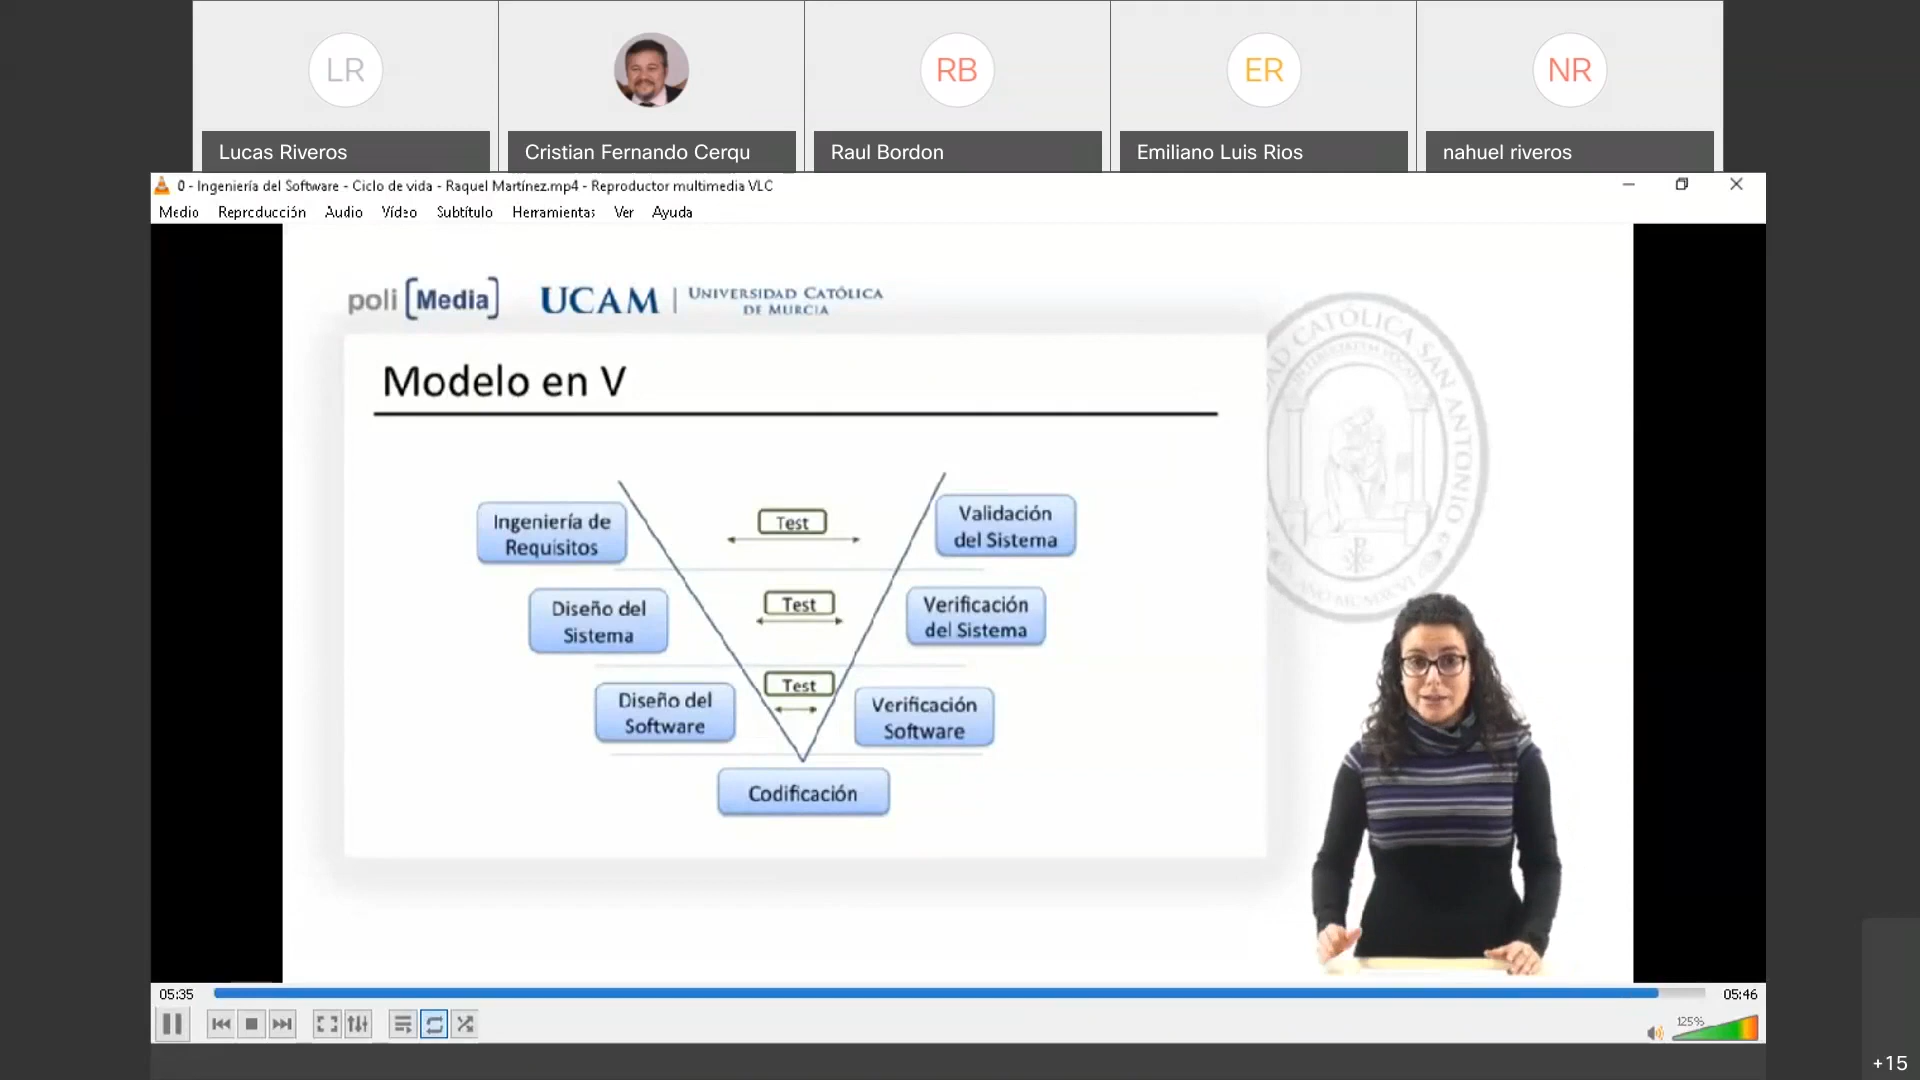 LR
RB
ER
NR
Lucas Riveros
Cristian Fernando Cerqu
Raul Bordon
Emiliano Luis Rios
nahuel riveros
0 - Ingeniería del Software - Ciclo de vida - Raquel Martínez.mp4 - Reproductor multimedia VLC
Medio Reproducción Audio Vídeo Subtítulo Herramientas Ver Ayuda
poli [Media]
UCAM
UNIVERSIDAD CATÓLICA
DE MURCIA
CATÓLICA SAN ANTONIO
Modelo en V
Ingeniería de
Requisitos
Test
Validación
del Sistema
Diseño del
Sistema
Test
Verificación
del Sistema
Diseño del
Software
Test
Verificación
Software
Codificación
05:35
05:46
125%
+15